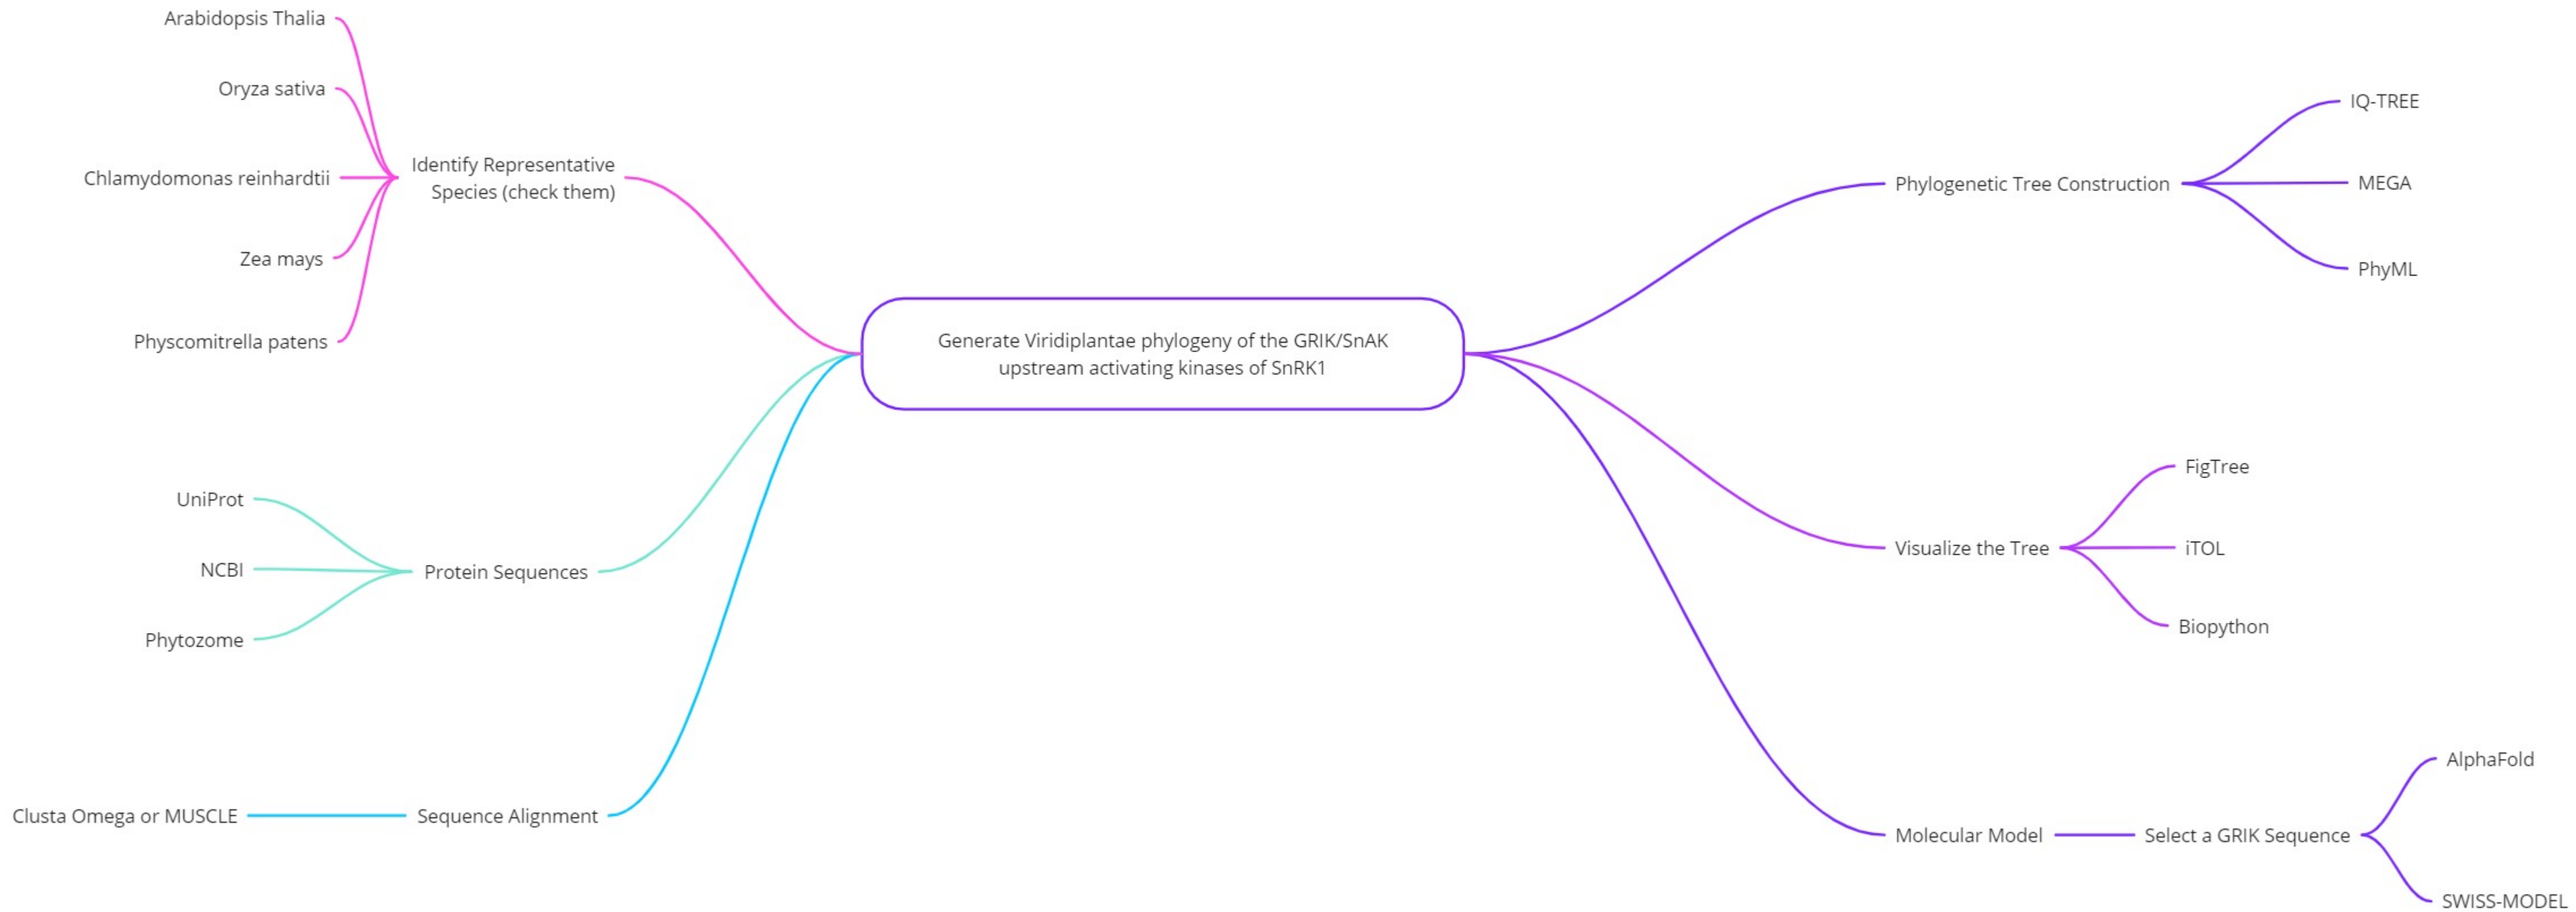 Generate Viridiplantae phylogeny of the GRIK/SnAK
upstream activating kinases of SnRK1
Identify Representative
Species (check them)
Arabidopsis Thalia
Oryza sativa
Chlamydomonas reinhardtii
Zea mays
Physcomitrella patens
Protein Sequences
UniProt
NCBI
Phytozome
Sequence Alignment
Clusta Omega or MUSCLE
Phylogenetic Tree Construction
IQ-TREE
MEGA
PhyML
Visualize the Tree
FigTree
iTOL
Biopython
Molecular Model
Select a GRIK Sequence
AlphaFold
SWISS-MODEL